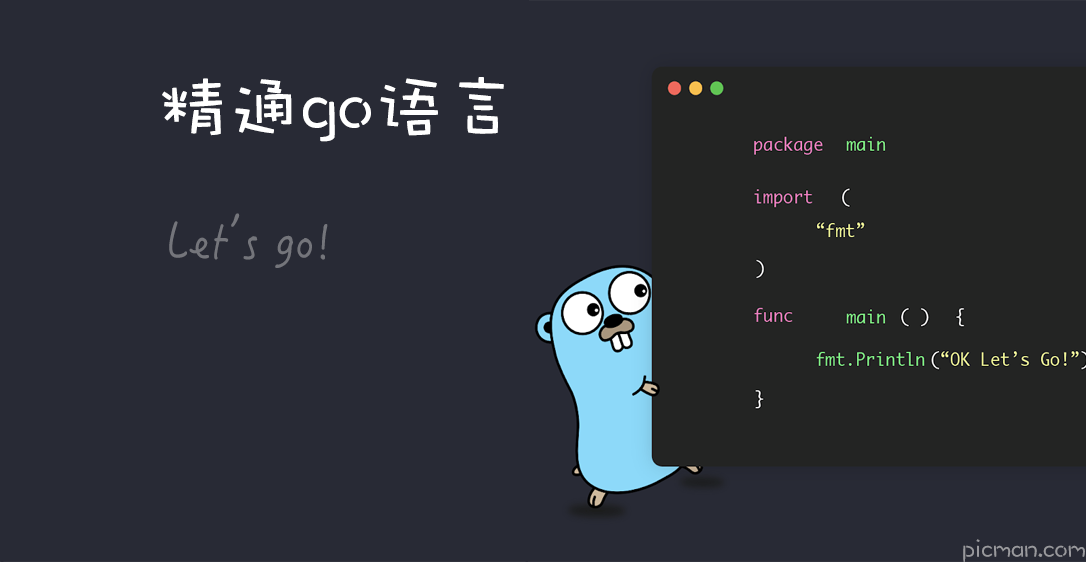 精通go语言
Let's go!
package main
import (
“fmt”
)
func main ( ) {
fmt.Println(“OK Let’s Go!”)
}
picman.com